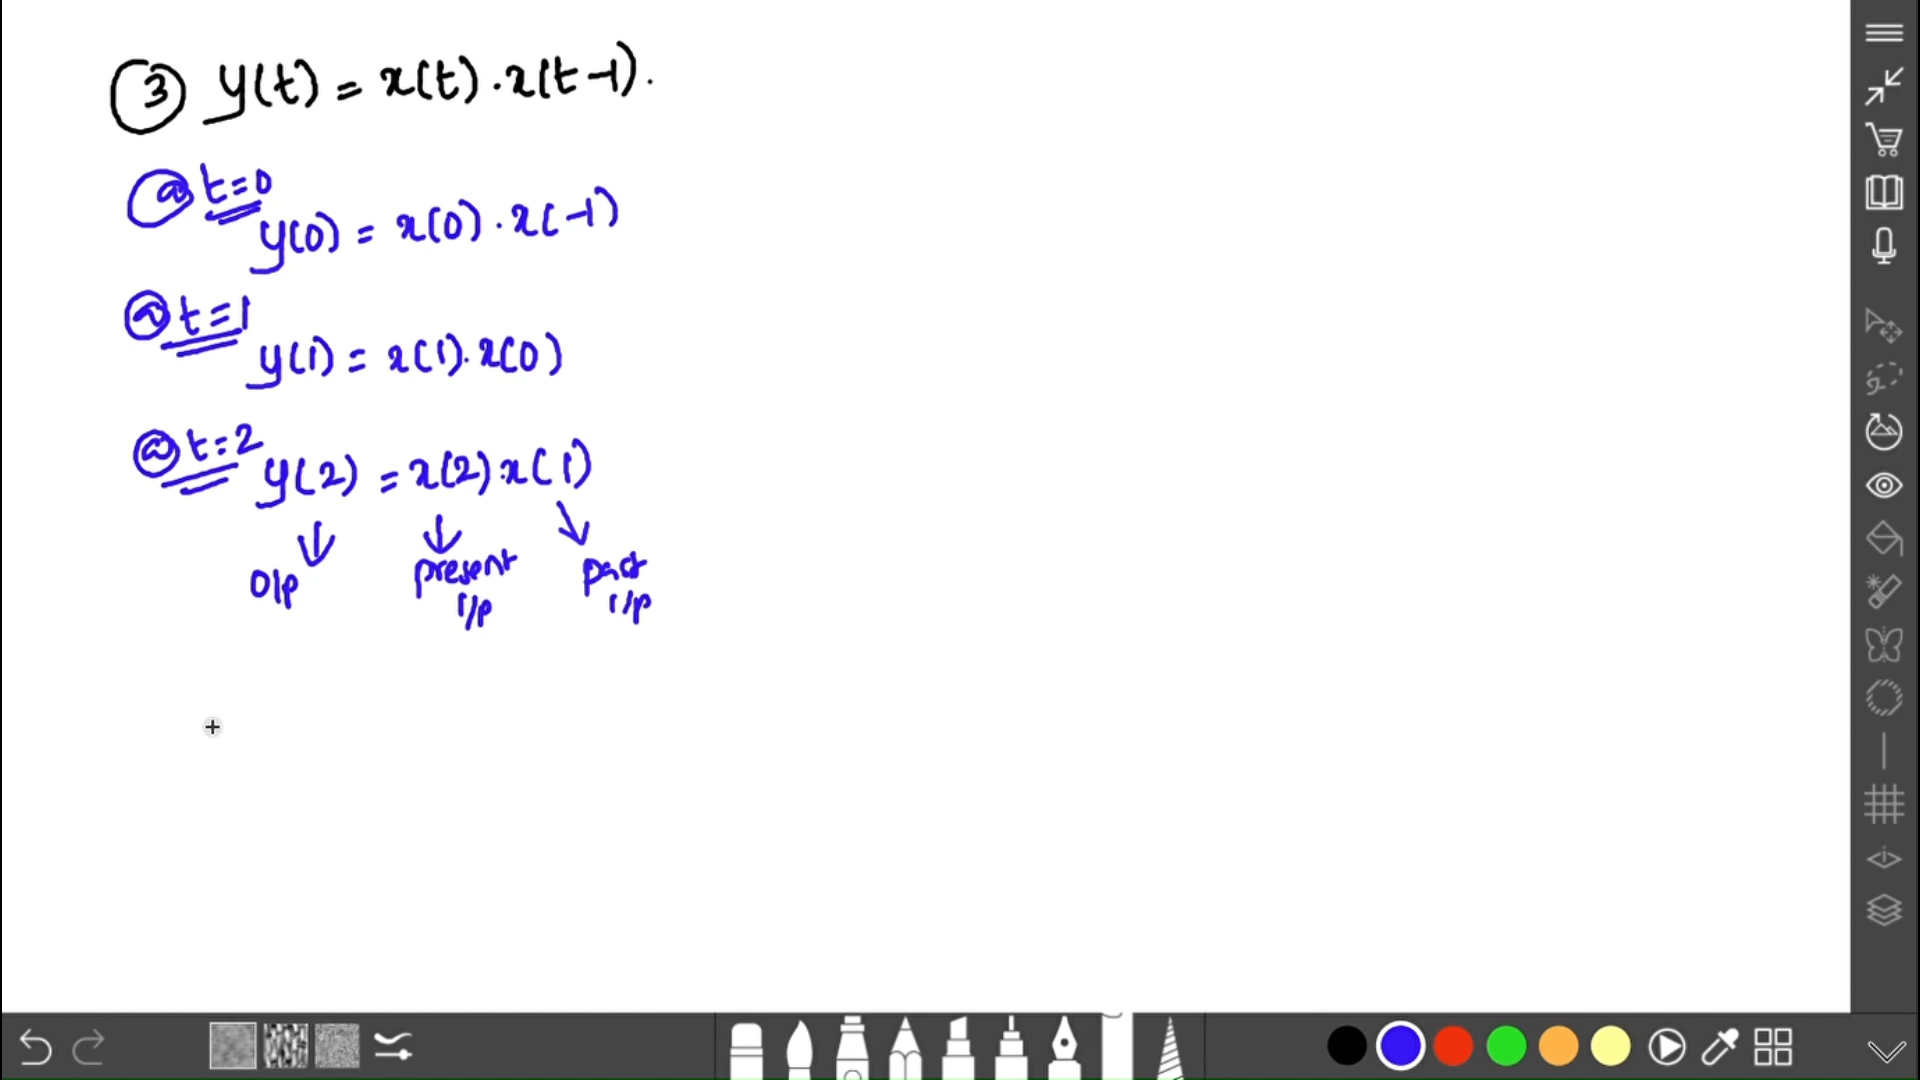 ③ y(t) = x(t) . x(t-1).
@ t=0
y(0) = x(0) . x(-1)
@ t=1
y(1) = x(1) . x(0)
@ t=2
y(2) = x(2) . x(1)
O/p present i/p past i/p